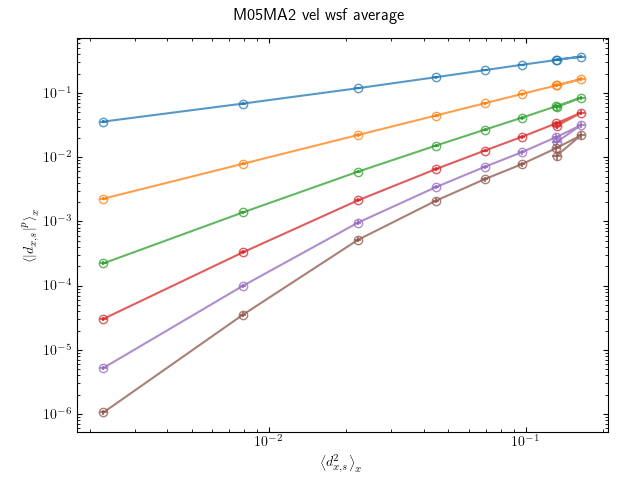 M05MA2 vel wsf average
⟨|d_{x,s}|^p⟩_x
10^{-1}
10^{-2}
10^{-3}
10^{-4}
10^{-5}
10^{-6}
10^{-2} 10^{-1}
⟨d_{x,s}^2⟩_x